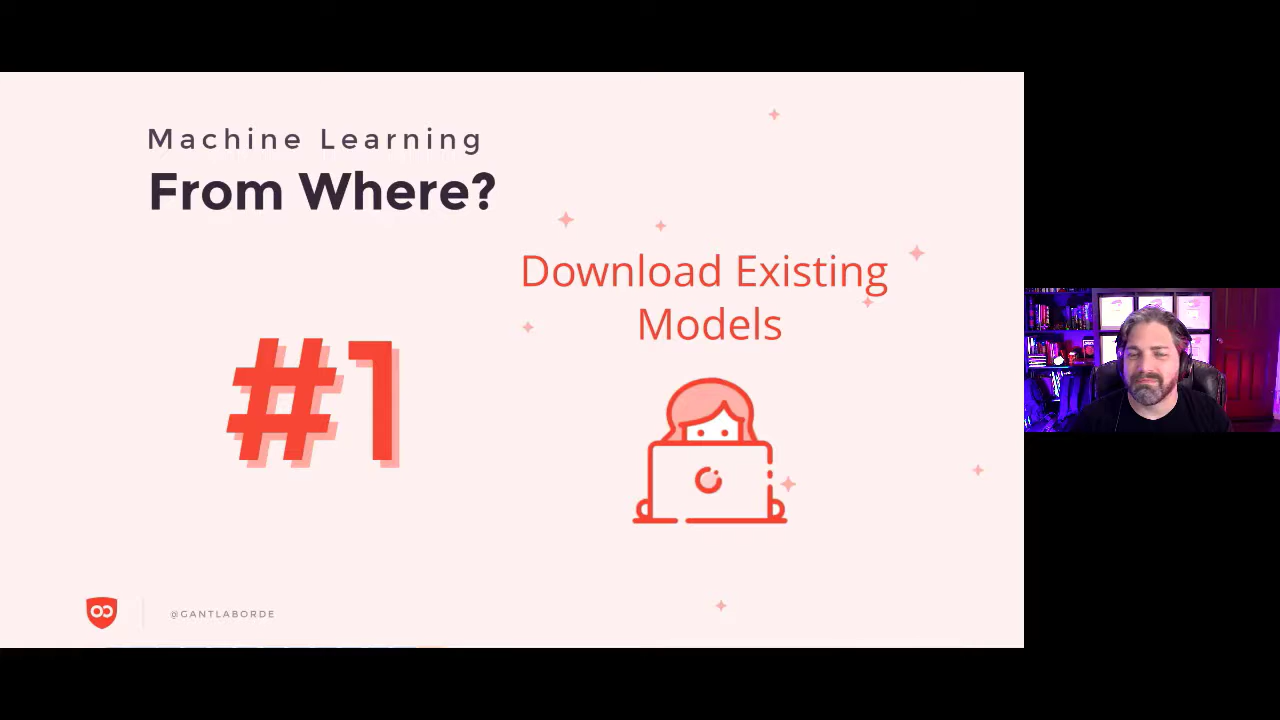 Machine Learning
From Where?
Download Existing
Models
#1
@GANTLABORDE